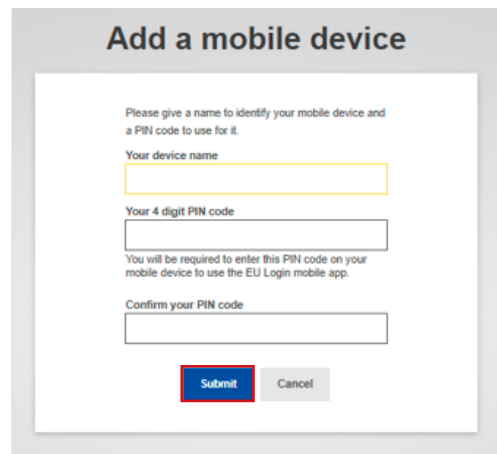 Add a mobile device
Please give a name to identify your mobile device and
a PIN code to use for it.
Your device name
Your 4 digit PIN code
You will be required to enter this PIN code on your
mobile device to use the EU Login mobile app.
Confirm your PIN code
Submit Cancel